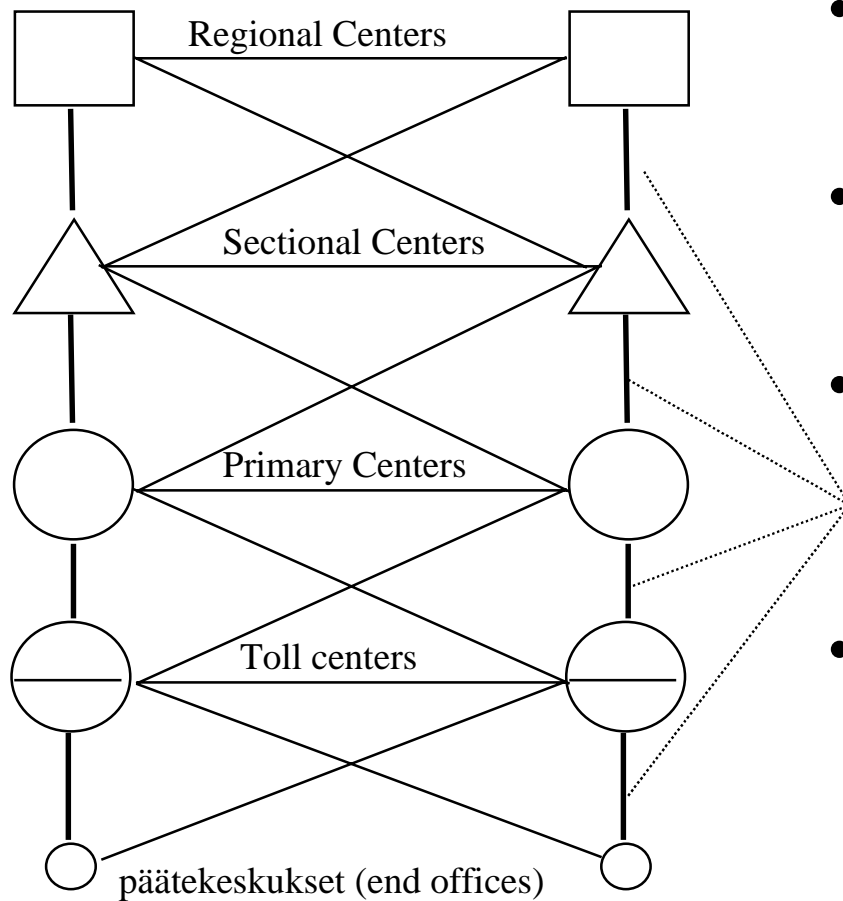 Regional Centers
Sectional Centers
Primary Centers
Toll centers
päätekeskukset (end offices)